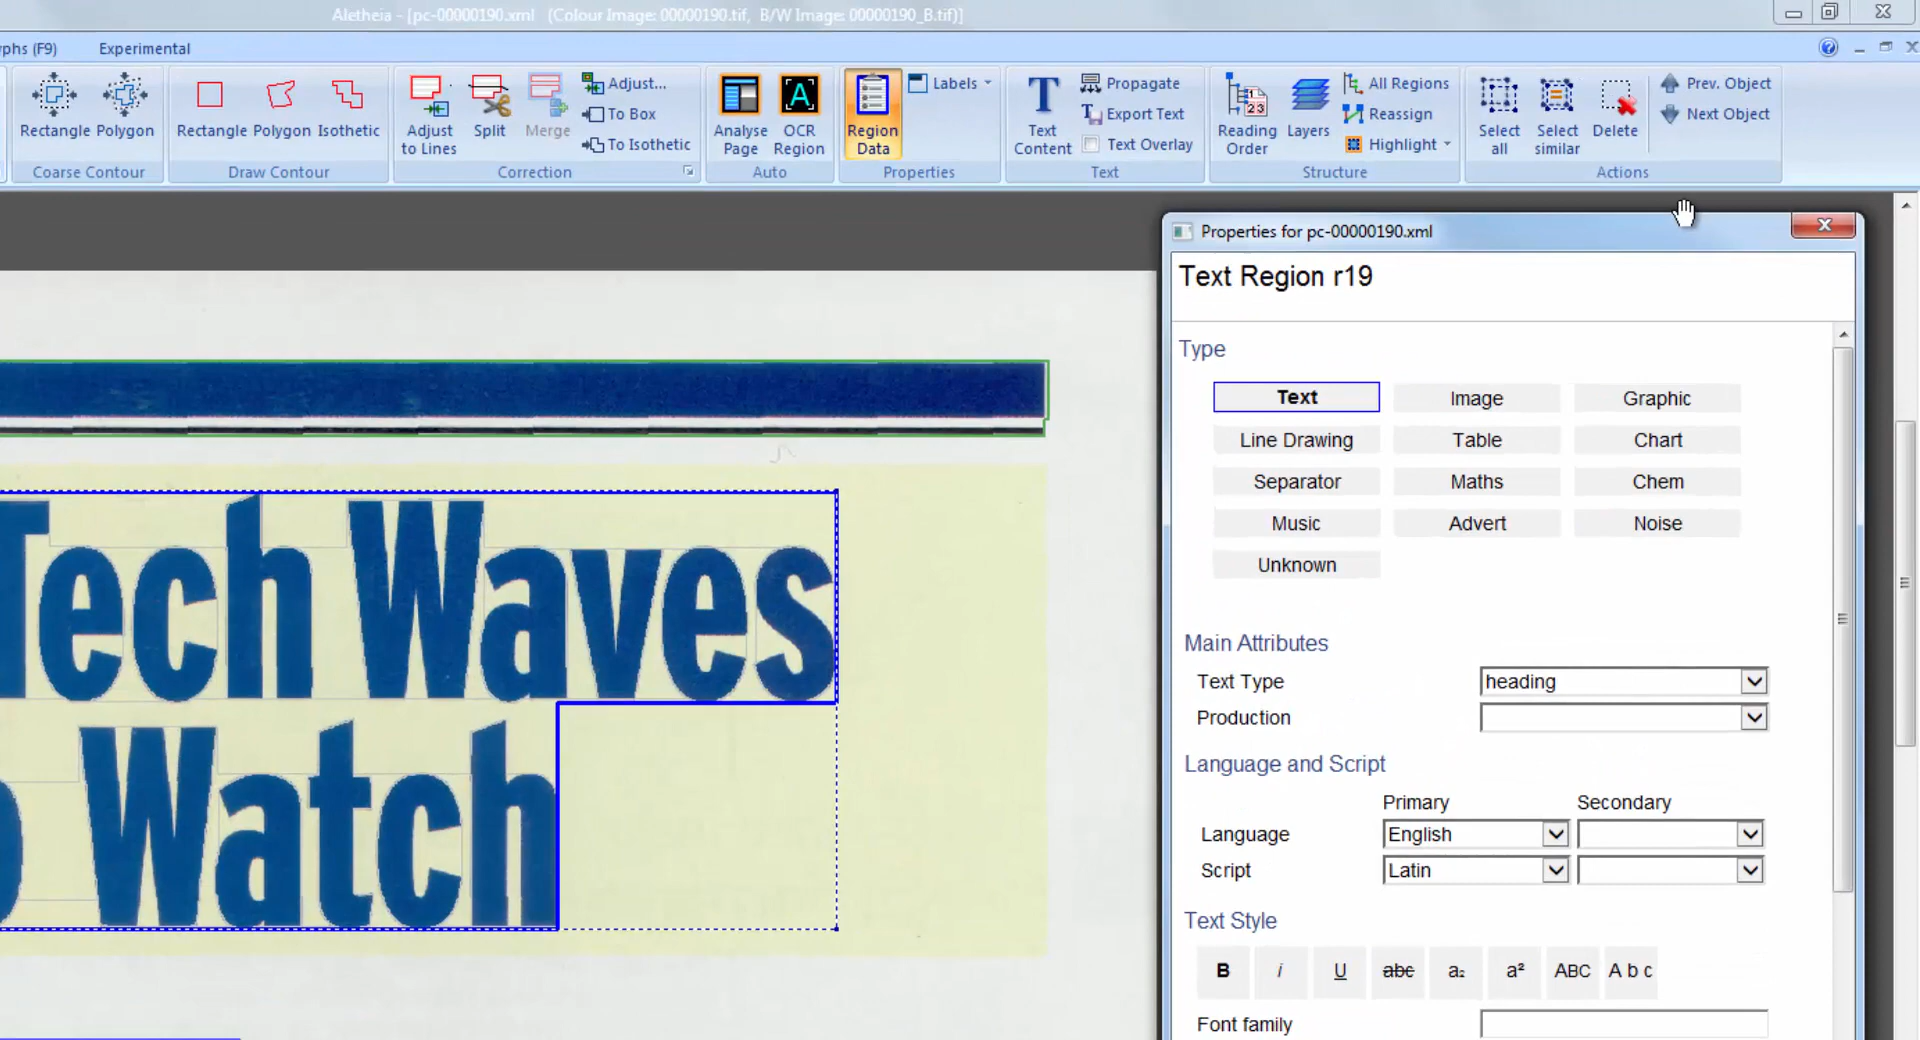 Aletheia - [pc-00000190.xml (Colour Image: 00000190.tif, B/W Image: 00000190_B.tif)]
(F9) Experimental
Rectangle Polygon
Coarse Contour
Rectangle Polygon Isothetic
Draw Contour
Adjust to Lines
Split
Merge
Adjust...
To Box
To Isothetic
Correction
Analyse Page
OCR Region
Auto
Region Data
Labels
Properties
Text Content
Propagate
Export Text
Text Overlay
Text
Reading Order
Layers
All Regions
Reassign
Highlight
Structure
Select all
Select similar
Delete
Prev. Object
Next Object
Actions
Tech Waves
Watch
Properties for pc-00000190.xml
Text Region r19
Type
Text Image Graphic
Line Drawing Table Chart
Separator Maths Chem
Music Advert Noise
Unknown
Main Attributes
Text Type heading
Production
Language and Script
Primary Secondary
Language English
Script Latin
Text Style
B i U abc a₂ a² ABC A b c
Font family